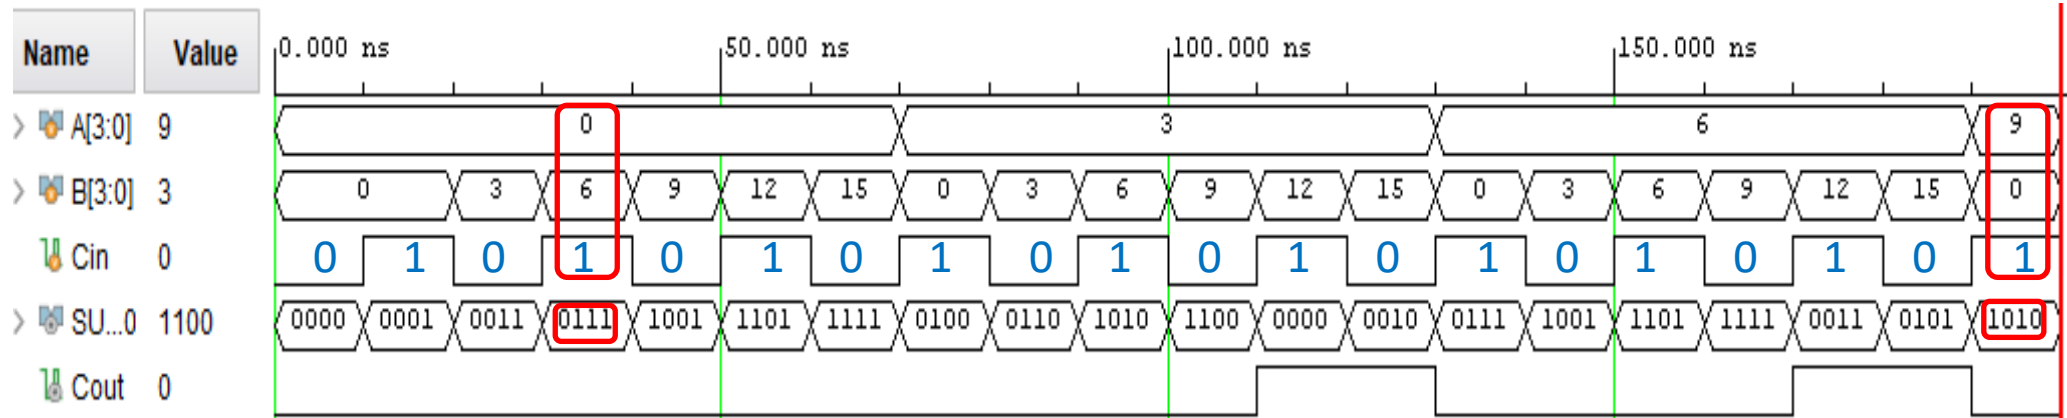 Name Value 0.000 ns 50.000 ns 100.000 ns 150.000 ns
A[3:0] 9 0 3 6 9
B[3:0] 3 0 3 6 9 12 15 0 3 6 9 12 15 0 3 6 9 12 15 0
Cin 0 0 1 0 1 0 1 0 1 0 1 0 1 0 1 0 1 0 1 0 1
SU...0 1100 0000 0001 0011 0111 1001 1101 1111 0100 0110 1010 1100 0000 0010 0111 1001 1101 1111 0011 0101 1010
Cout 0